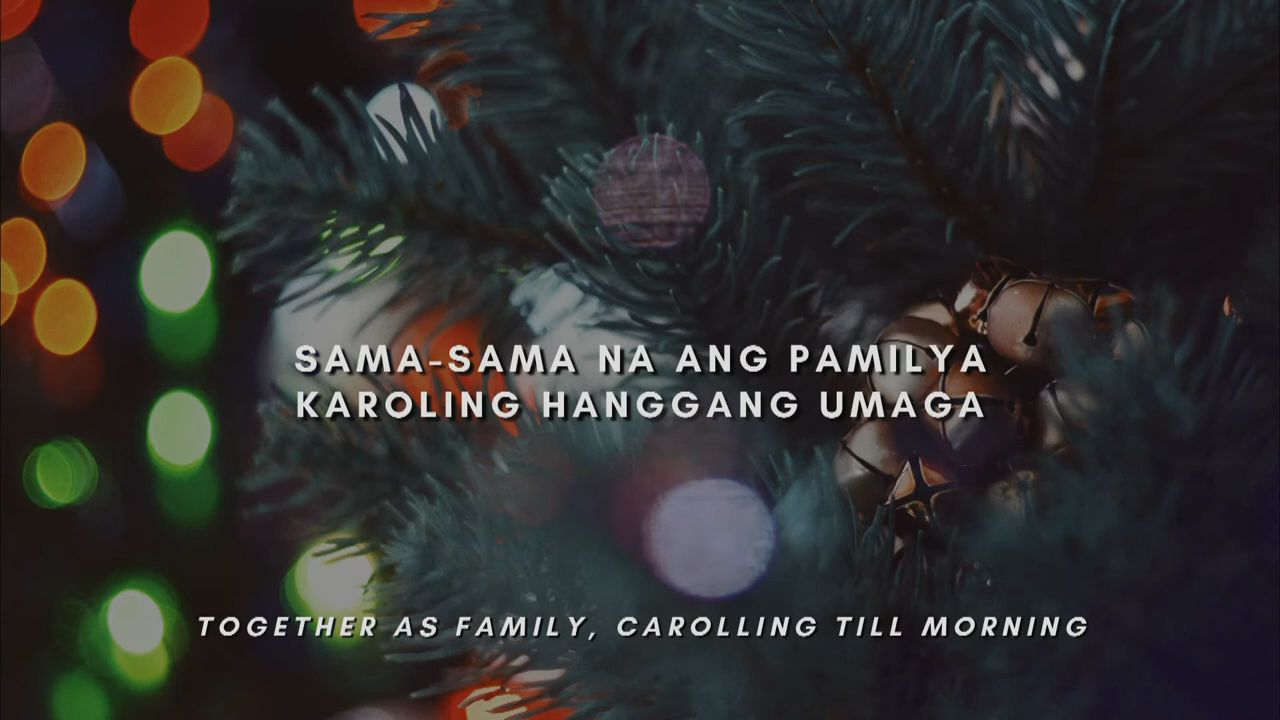 SAMA-SAMA NA ANG PAMILYA
KAROLING HANGGANG UMAGA
TOGETHER AS FAMILY, CAROLLING TILL MORNING